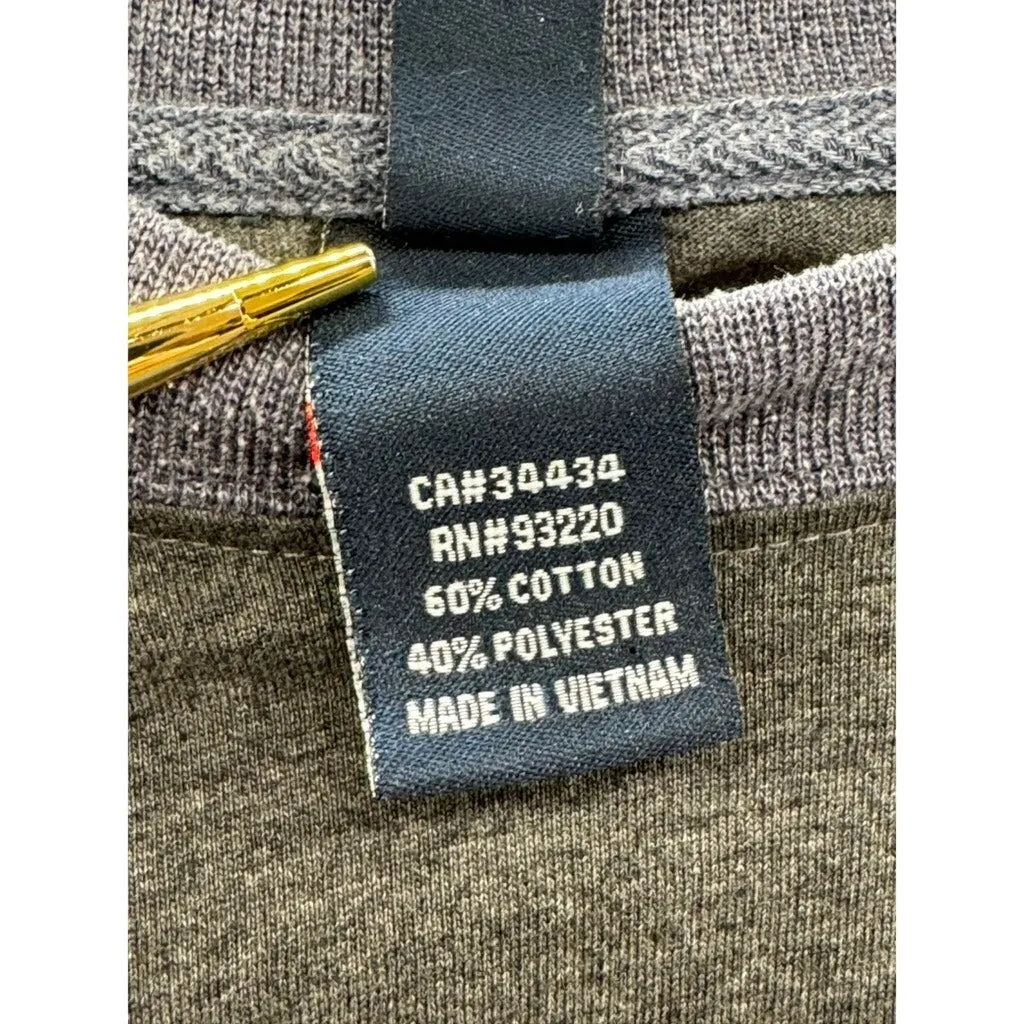 CA#34434
RN#93220
60% COTTON
40% POLYESTER
MADE IN VIETNAM